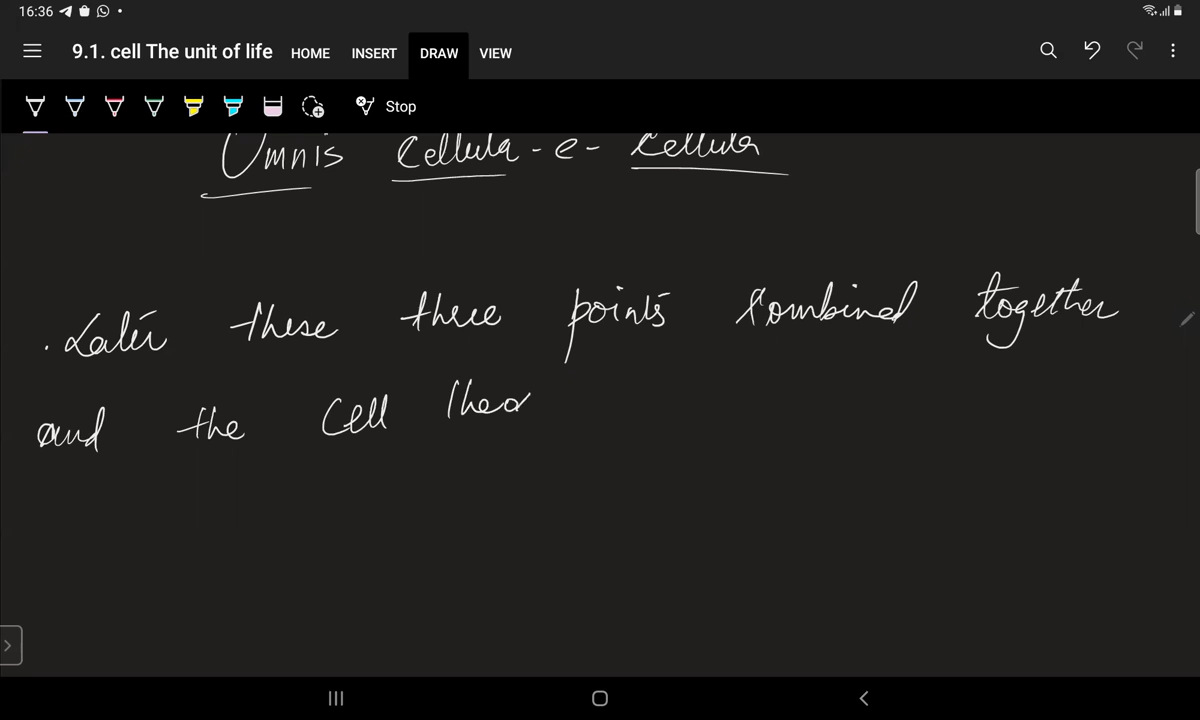 16:36
9.1. cell The unit of life HOME INSERT DRAW VIEW
Stop
Omnis Cellula - e - Cellula
. Later these three points Combined together
and the Cell Theo